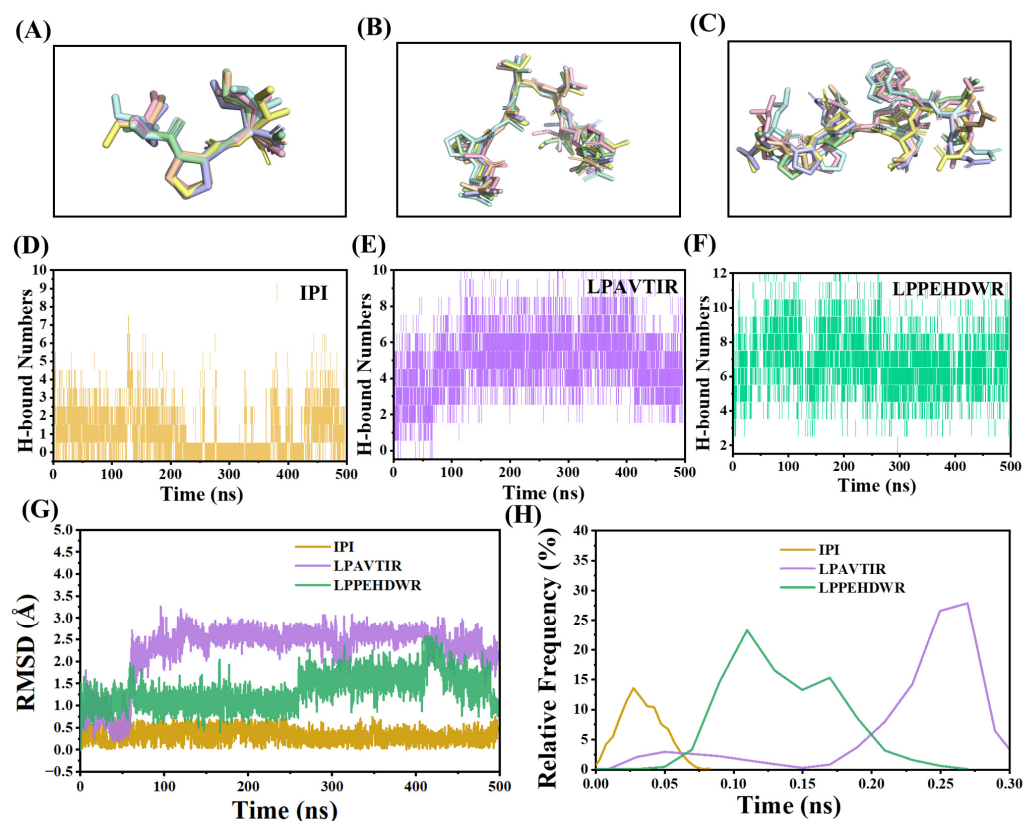 (A)
(B)
(C)
(D)
IPI
H-bound Numbers
10
9
8
7
6
5
4
3
2
1
0
0
100
200
300
400
500
Time (ns)
(E)
LPAVTIR
H-bound Numbers
10
8
6
4
2
0
0
100
200
300
400
500
Time (ns)
(F)
LPPEHDWR
H-bound Numbers
12
10
8
6
4
2
0
100
200
300
400
500
Time (ns)
(G)
IPI
LPAVTIR
LPPEHDWR
RMSD (Å)
5.0
4.5
4.0
3.5
3.0
2.5
2.0
1.5
1.0
0.5
0.0
−0.5
0
100
200
300
400
500
Time (ns)
(H)
IPI
LPAVTIR
LPPEHDWR
Relative Frequency (%)
40
35
30
25
20
15
10
5
0
0.00
0.05
0.10
0.15
0.20
0.25
0.30
Time (ns)